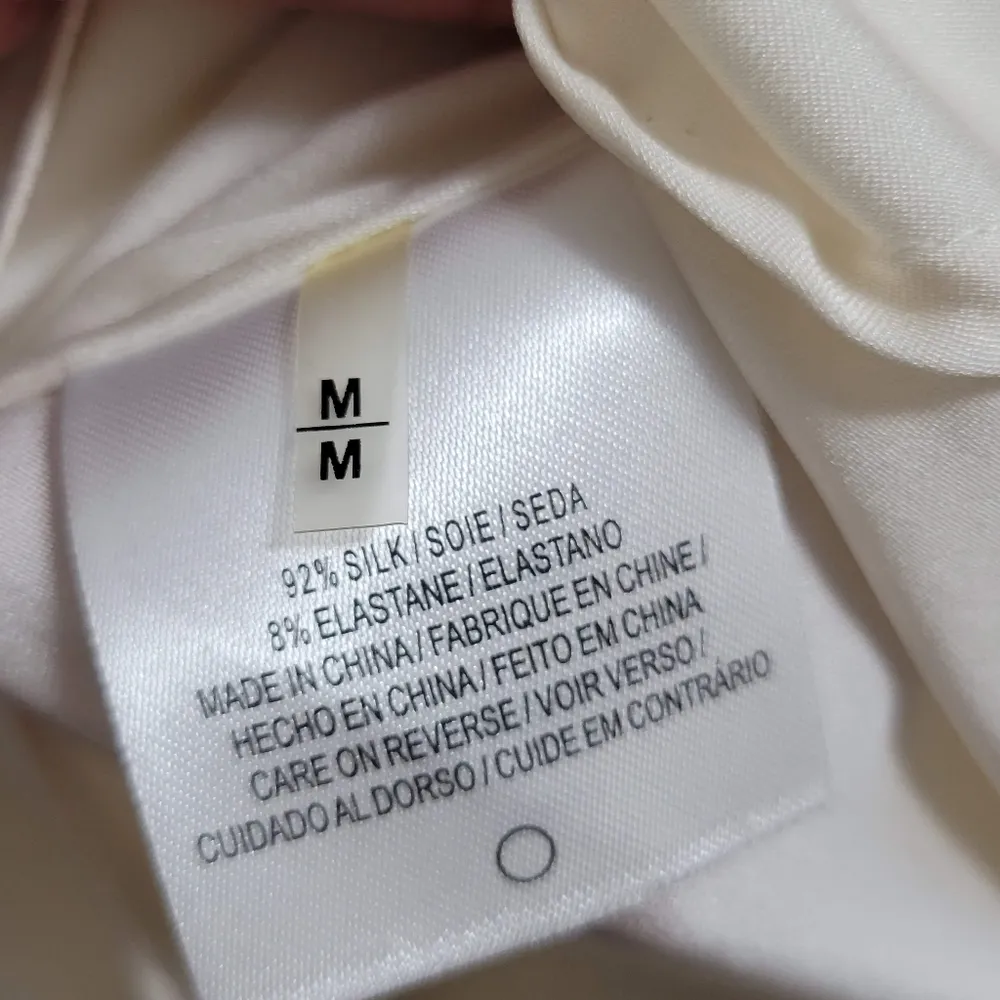 M
M
92% SILK / SOIE / SEDA
8% ELASTANE / ELASTANO
MADE IN CHINA / FABRIQUE EN CHINE /
HECHO EN CHINA / FEITO EM CHINA
CARE ON REVERSE / VOIR VERSO /
CUIDADO AL DORSO / CUIDE EM CONTRÁRIO